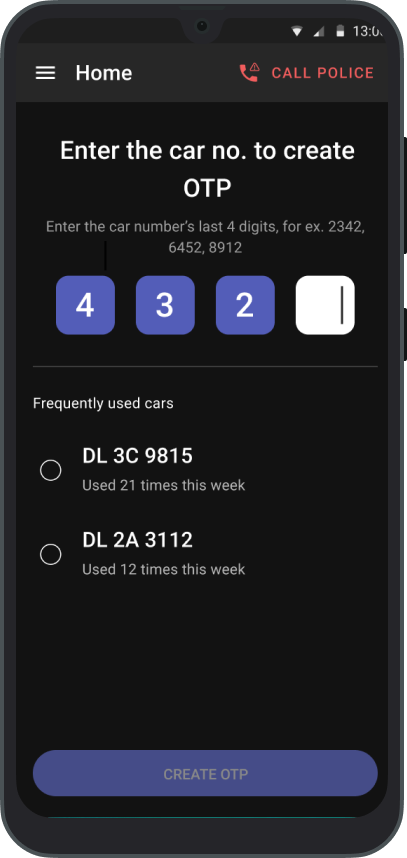 13:0
Home
CALL POLICE
Enter the car no. to create
OTP
Enter the car number's last 4 digits, for ex. 2342,
6452, 8912
4 3 2
Frequently used cars
DL 3C 9815
Used 21 times this week
DL 2A 3112
Used 12 times this week
CREATE OTP